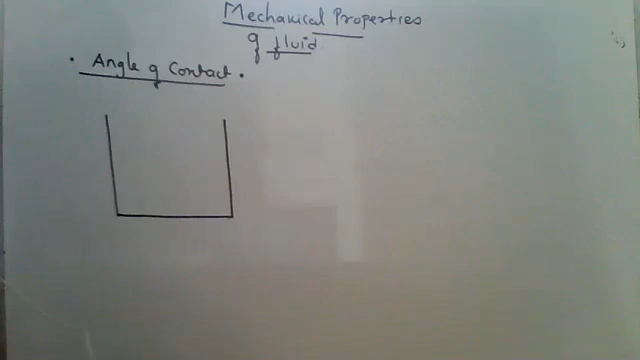 Mechanical Properties
of fluid
• Angle of Contact.